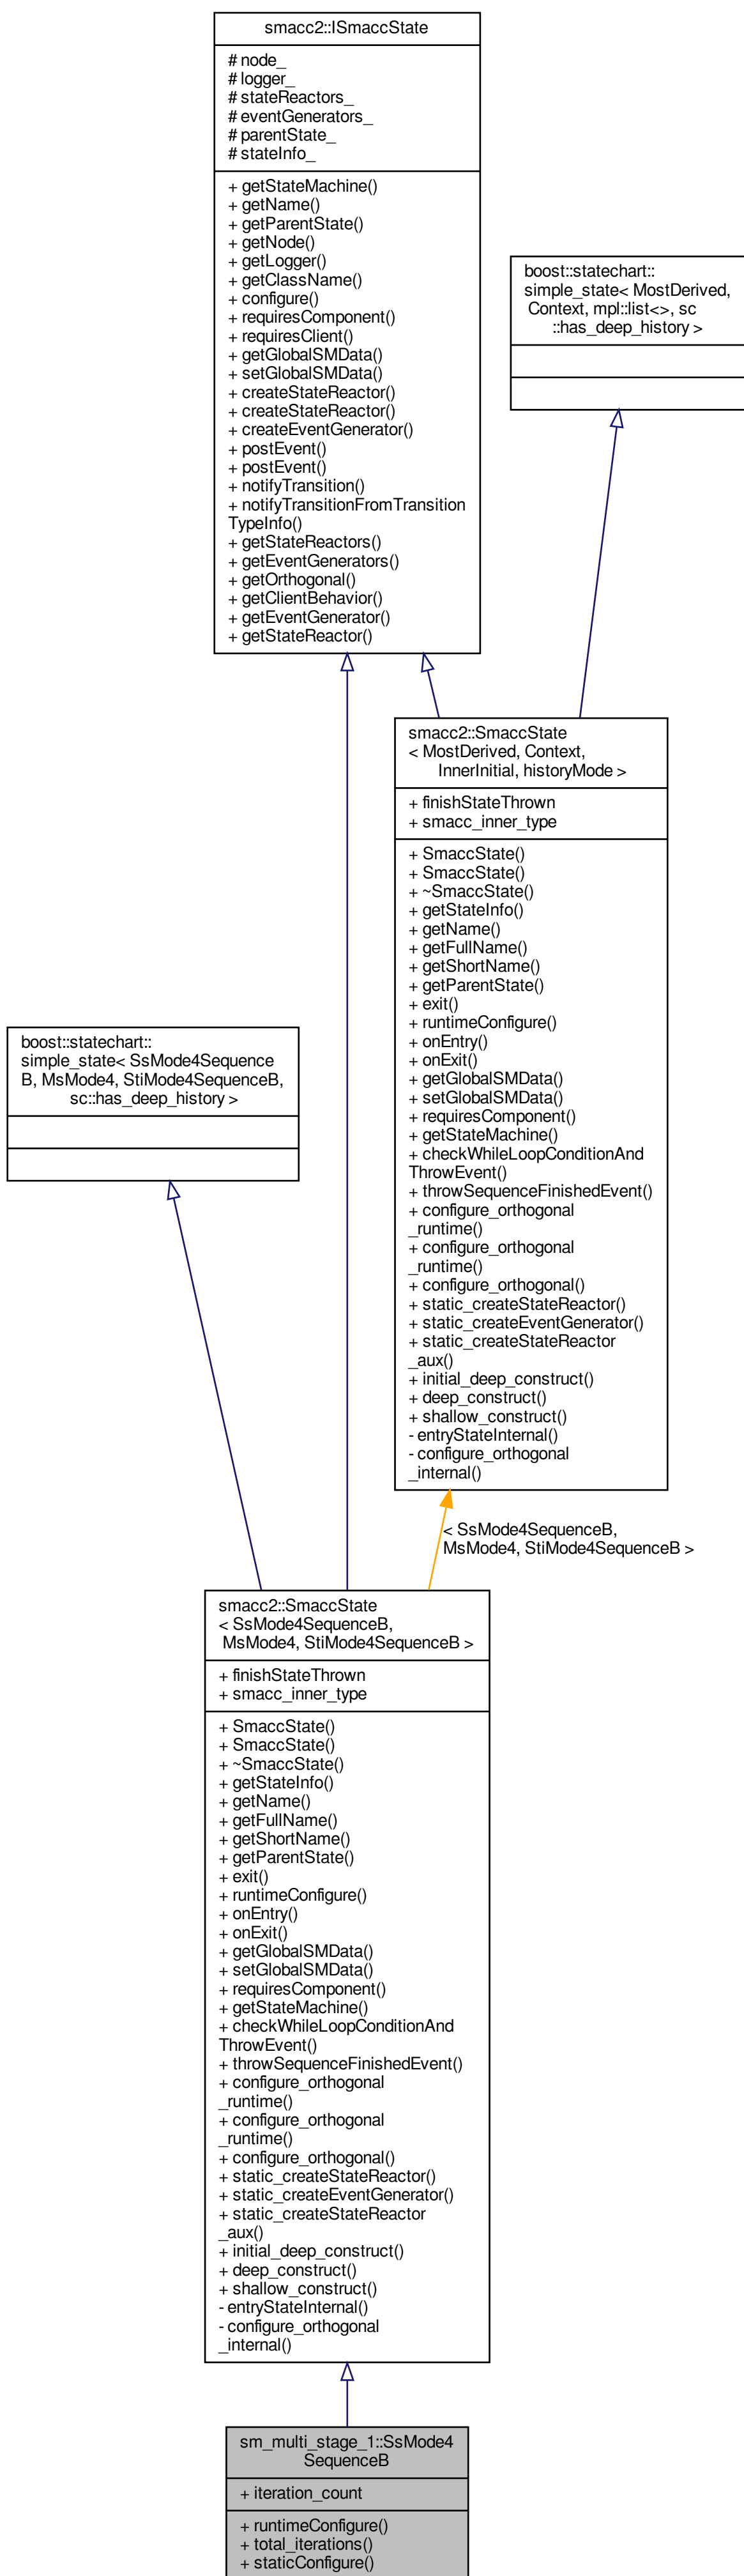 smacc2::ISmaccState
# node_
# logger_
# stateReactors_
# eventGenerators_
# parentState_
# stateInfo_
+ getStateMachine()
+ getName()
+ getParentState()
+ getNode()
+ getLogger()
+ getClassName()
+ configure()
+ requiresComponent()
+ requiresClient()
+ getGlobalSMData()
+ setGlobalSMData()
+ createStateReactor()
+ createStateReactor()
+ createEventGenerator()
+ postEvent()
+ postEvent()
+ notifyTransition()
+ notifyTransitionFromTransition
TypeInfo()
+ getStateReactors()
+ getEventGenerators()
+ getOrthogonal()
+ getClientBehavior()
+ getEventGenerator()
+ getStateReactor()
boost::statechart::
simple_state< MostDerived,
Context, mpl::list<>, sc
::has_deep_history >
smacc2::SmaccState
< MostDerived, Context,
InnerInitial, historyMode >
+ finishStateThrown
+ smacc_inner_type
+ SmaccState()
+ SmaccState()
+ ~SmaccState()
+ getStateInfo()
+ getName()
+ getFullName()
+ getShortName()
+ getParentState()
+ exit()
+ runtimeConfigure()
+ onEntry()
+ onExit()
+ getGlobalSMData()
+ setGlobalSMData()
+ requiresComponent()
+ getStateMachine()
+ checkWhileLoopConditionAnd
ThrowEvent()
+ throwSequenceFinishedEvent()
+ configure_orthogonal
_runtime()
+ configure_orthogonal
_runtime()
+ configure_orthogonal()
+ static_createStateReactor()
+ static_createEventGenerator()
+ static_createStateReactor
_aux()
+ initial_deep_construct()
+ deep_construct()
+ shallow_construct()
- entryStateInternal()
- configure_orthogonal
_internal()
boost::statechart::
simple_state< SsMode4Sequence
B, MsMode4, StiMode4SequenceB,
sc::has_deep_history >
< SsMode4SequenceB,
MsMode4, StiMode4SequenceB >
smacc2::SmaccState
< SsMode4SequenceB,
MsMode4, StiMode4SequenceB >
+ finishStateThrown
+ smacc_inner_type
+ SmaccState()
+ SmaccState()
+ ~SmaccState()
+ getStateInfo()
+ getName()
+ getFullName()
+ getShortName()
+ getParentState()
+ exit()
+ runtimeConfigure()
+ onEntry()
+ onExit()
+ getGlobalSMData()
+ setGlobalSMData()
+ requiresComponent()
+ getStateMachine()
+ checkWhileLoopConditionAnd
ThrowEvent()
+ throwSequenceFinishedEvent()
+ configure_orthogonal
_runtime()
+ configure_orthogonal
_runtime()
+ configure_orthogonal()
+ static_createStateReactor()
+ static_createEventGenerator()
+ static_createStateReactor
_aux()
+ initial_deep_construct()
+ deep_construct()
+ shallow_construct()
- entryStateInternal()
- configure_orthogonal
_internal()
sm_multi_stage_1::SsMode4
SequenceB
+ iteration_count
+ runtimeConfigure()
+ total_iterations()
+ staticConfigure()